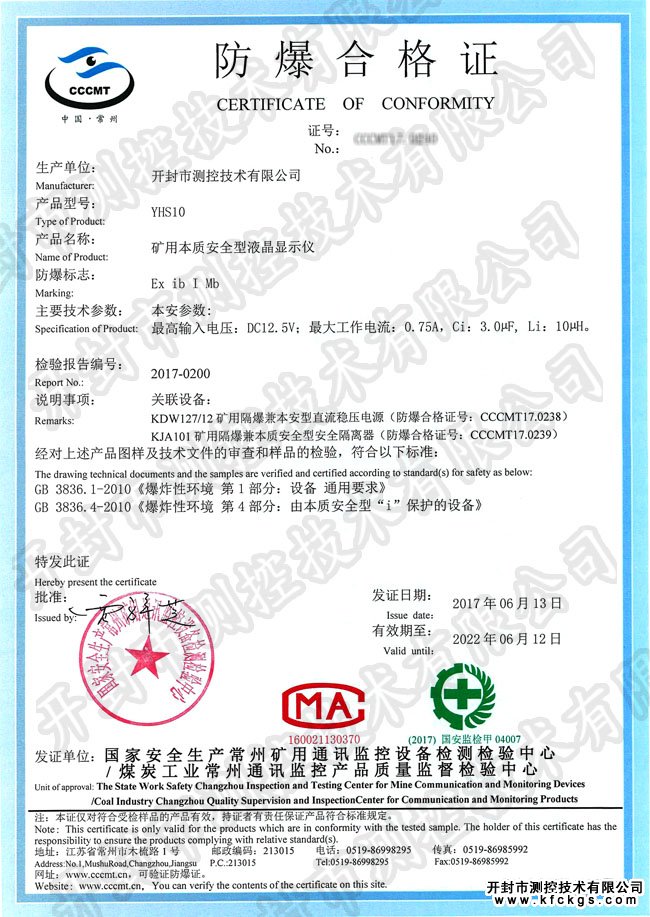 CCCMT
中国·常州
防爆合格证
CERTIFICATE OF CONFORMITY
证号：
No.:
生产单位：
开封市测控技术有限公司
Manufacturer:
产品型号：
YHS10
Type of Product:
产品名称：
矿用本质安全型液晶显示仪
Name of Product:
防爆标志：
Ex ib I Mb
Marking:
主要技术参数： 本安参数：
Specification of Product: 最高输入电压：DC12.5V；最大工作电流：0.75A，Ci：3.0μF，Li：10μH。
检验报告编号：
2017-0200
Report No.:
说明事项： 关联设备：
Remarks: KDW127/12 矿用隔爆兼本安型直流稳压电源（防爆合格证号：CCCMT17.0238）
KJA101 矿用隔爆兼本质安全型安全隔离器（防爆合格证号：CCCMT17.0239）
经对上述产品图样及技术文件的审查和样品的检验，符合以下标准：
The drawing technical documents and the samples are verified and certified according to standard(s) for safety as below:
GB 3836.1-2010《爆炸性环境 第1部分：设备 通用要求》
GB 3836.4-2010《爆炸性环境 第4部分：由本质安全型“i”保护的设备》
特发此证
Hereby present the certificate
批准：
Issued by:
发证日期： 2017年06月13日
Issue date:
有效期至： 2022年06月12日
Valid until:
MA
160021130370
(2017) 国安监检甲 04007
发证单位：国家安全生产常州矿用通讯监控设备检测检验中心
/煤炭工业常州通讯监控产品质量监督检验中心
Unit of approval: The State Work Safety Changzhou Inspection and Testing Center for Mine Communication and Monitoring Devices
/Coal Industry Changzhou Quality Supervision and InspectionCenter for Communication and Monitoring Products
注：本证仅对符合受检样品的产品有效，持证者有责任保证产品符合标准规定。
Note：This certificate is only valid for the products which are in conformity with the tested sample. The holder of this certificate has the
responsibility to ensure the products complying with relative standard(s).
地址：江苏省常州市木梳路1号 邮政编码：213015 电话：0519-86998295 传真：0519-86985992
Address:No.1,MushuRoad,Changzhou,Jiangsu P.C.:213015 Tel:0519-86998295 Fax:0519-86985992
网址：www.cccmt.cn，可验证防爆证。
Website：www.cccmt.cn，You can verify the contents of the certificate on this site.
开封市测控技术有限公司
www.kfckgs.com